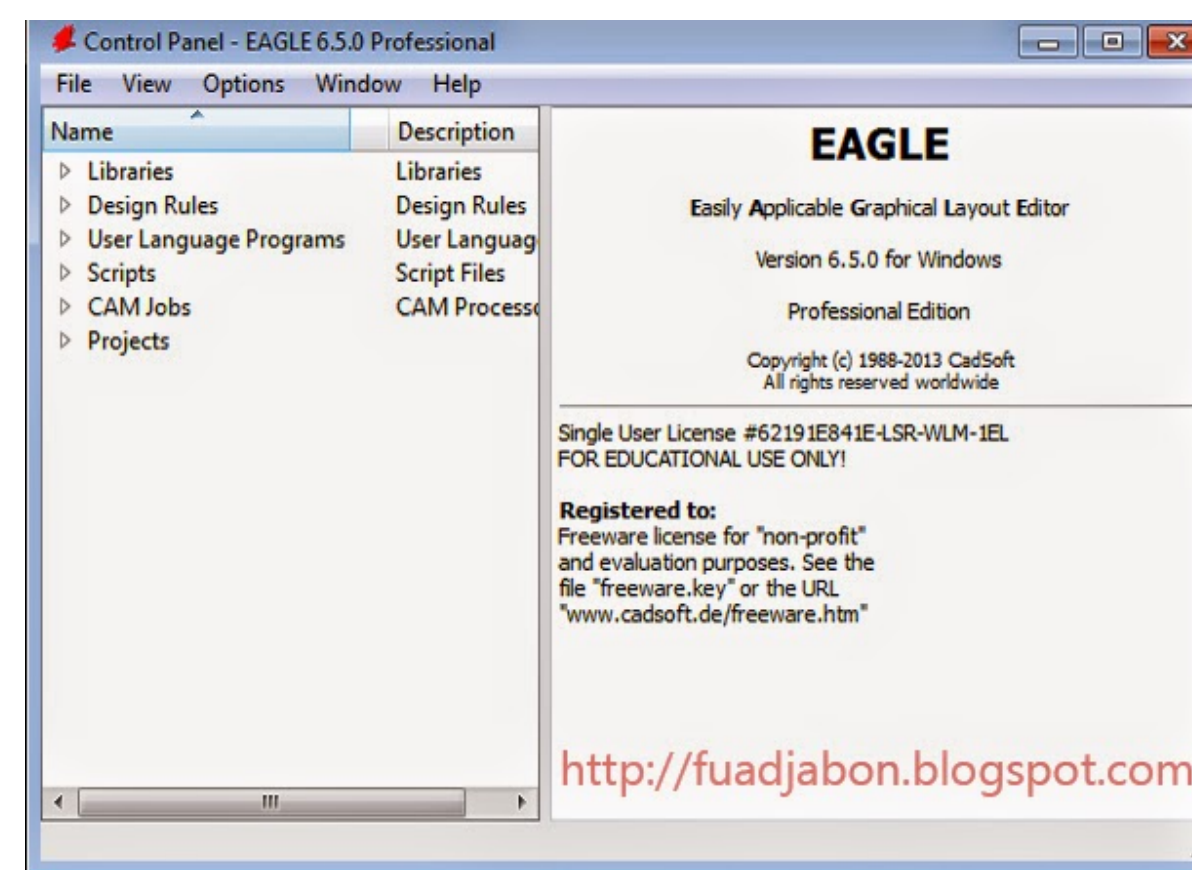 Control Panel - EAGLE 6.5.0 Professional
File View Options Window Help
Name Description
Libraries Libraries
Design Rules Design Rules
User Language Programs User Languag
Scripts Script Files
CAM Jobs CAM Processo
Projects
EAGLE
Easily Applicable Graphical Layout Editor
Version 6.5.0 for Windows
Professional Edition
Copyright (c) 1988-2013 CadSoft
All rights reserved worldwide
Single User License #62191E841E-LSR-WLM-1EL
FOR EDUCATIONAL USE ONLY!
Registered to:
Freeware license for "non-profit"
and evaluation purposes. See the
file "freeware.key" or the URL
"www.cadsoft.de/freeware.htm"
http://fuadjabon.blogspot.com